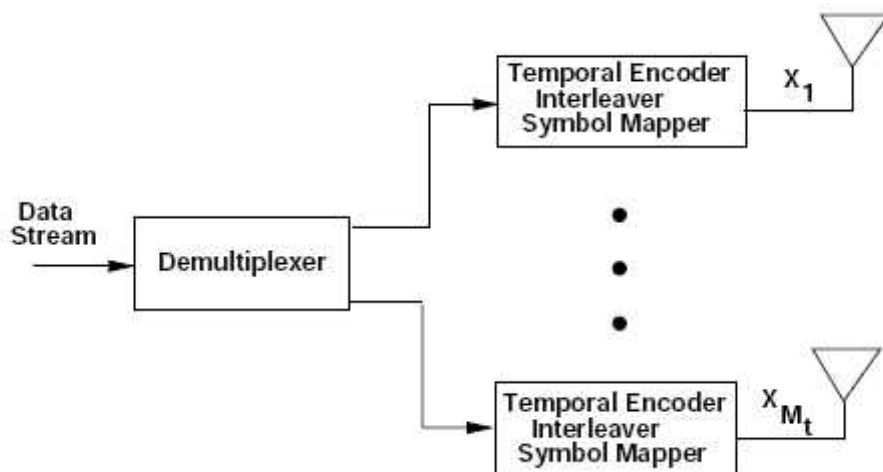 Temporal Encoder
Interleaver
Symbol Mapper
X1
Data
Stream
Demultiplexer
Temporal Encoder
Interleaver
Symbol Mapper
XMt